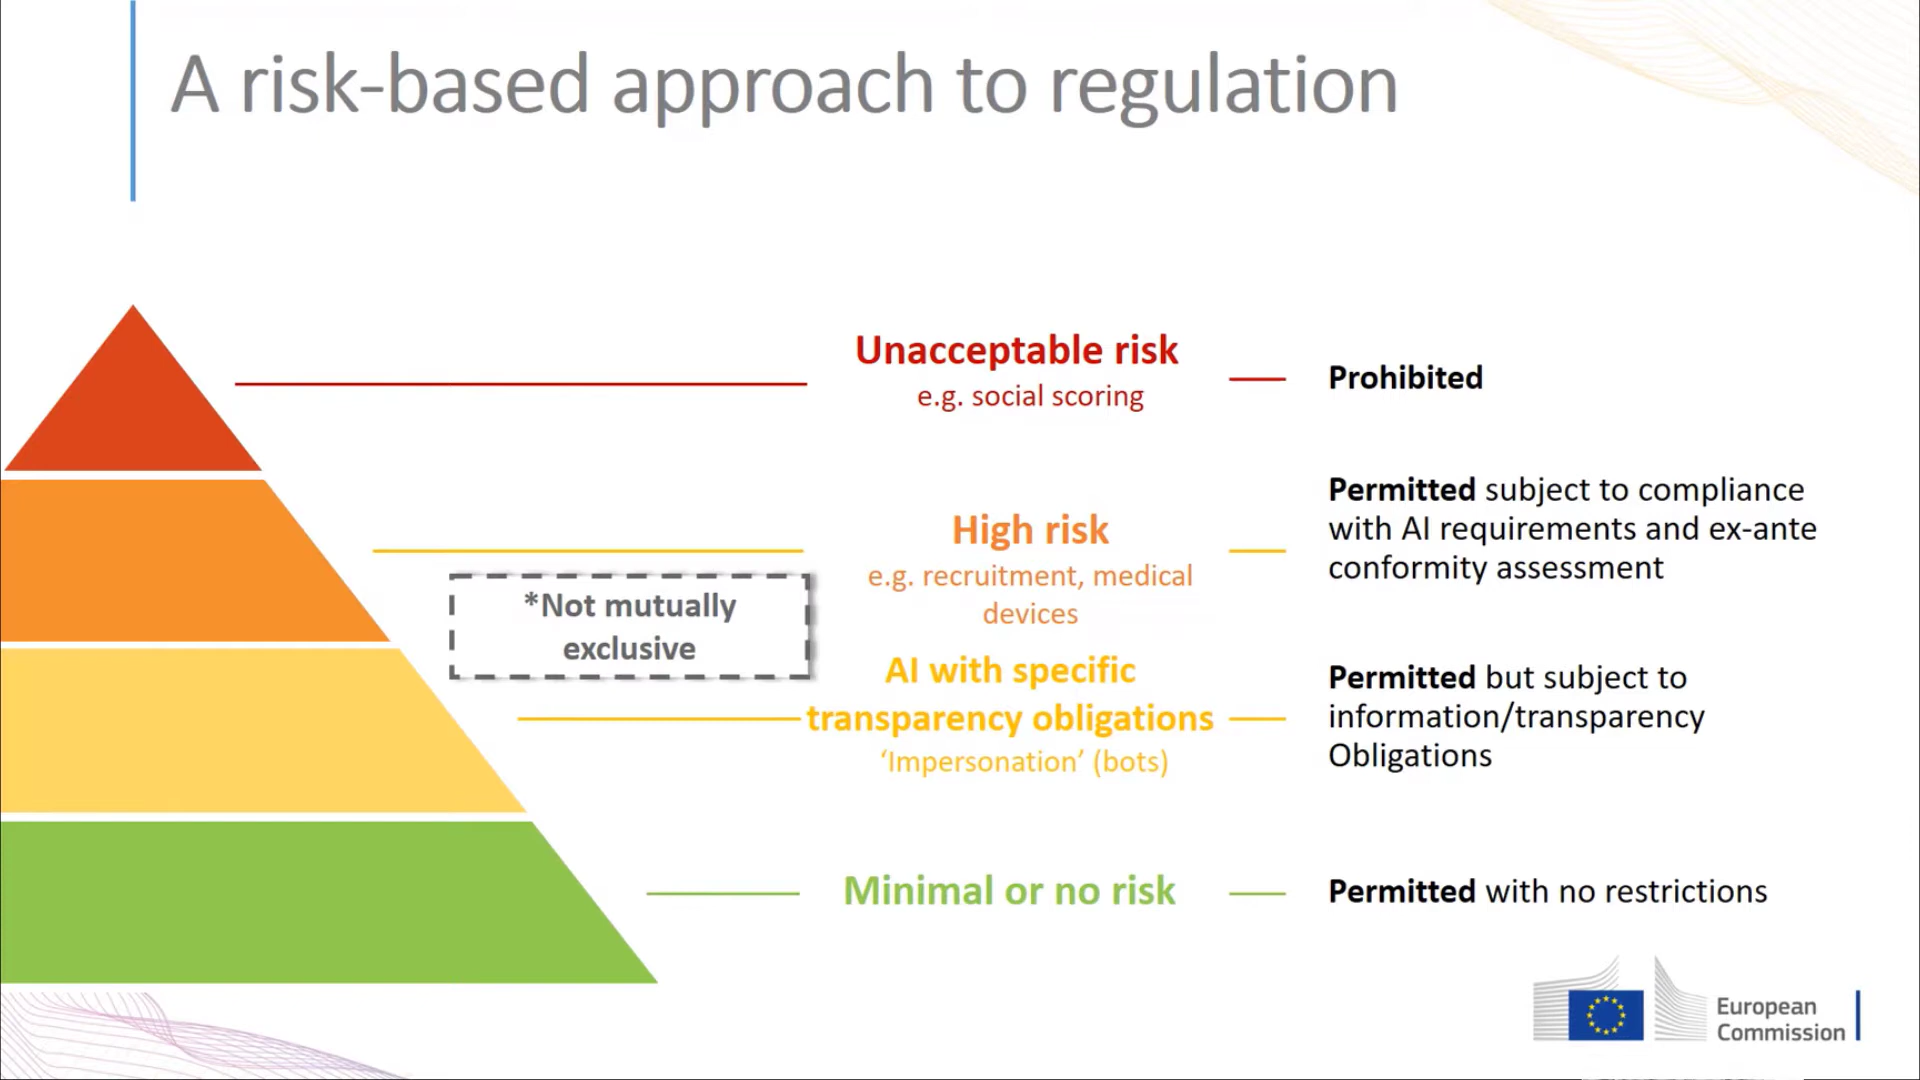 A risk-based approach to regulation
Unacceptable risk
e.g. social scoring
Prohibited
High risk
e.g. recruitment, medical
devices
Permitted subject to compliance
with AI requirements and ex-ante
conformity assessment
*Not mutually
exclusive
AI with specific
transparency obligations
‘Impersonation’ (bots)
Permitted but subject to
information/transparency
Obligations
Minimal or no risk
Permitted with no restrictions
European
Commission